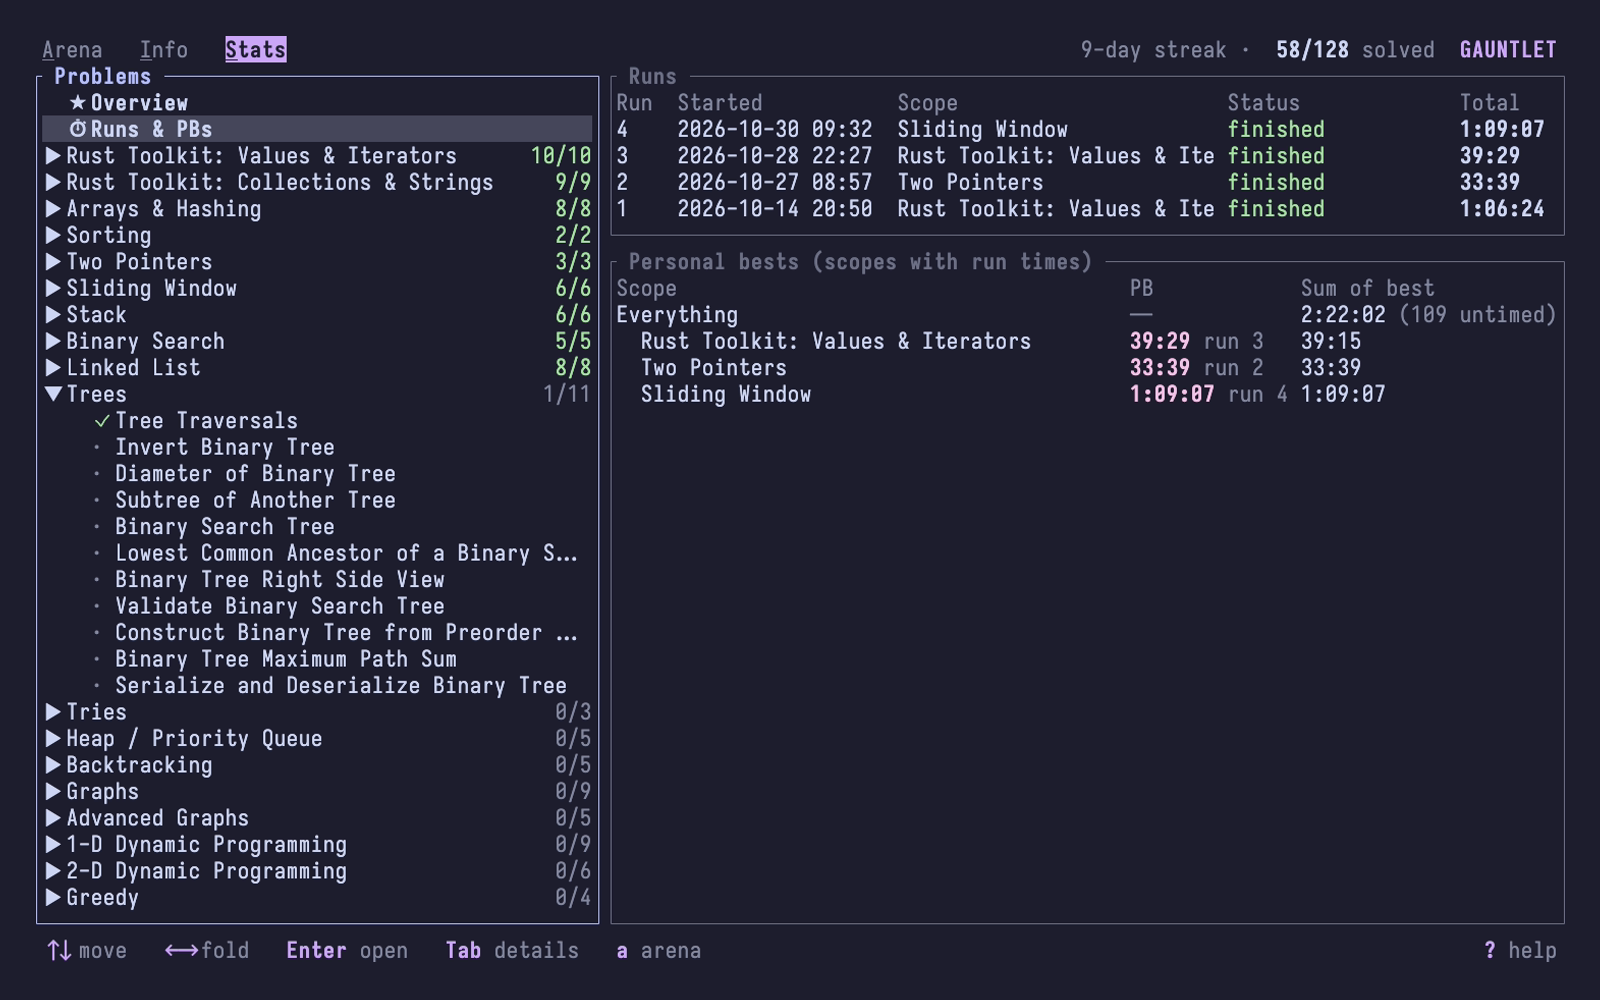 Arena Info Stats 9-day streak · 58/128 solved GAUNTLET
Problems
★ Overview
⏱ Runs & PBs
▶ Rust Toolkit: Values & Iterators 10/10
▶ Rust Toolkit: Collections & Strings 9/9
▶ Arrays & Hashing 8/8
▶ Sorting 2/2
▶ Two Pointers 3/3
▶ Sliding Window 6/6
▶ Stack 6/6
▶ Binary Search 5/5
▶ Linked List 8/8
▼ Trees 1/11
✓ Tree Traversals
· Invert Binary Tree
· Diameter of Binary Tree
· Subtree of Another Tree
· Binary Search Tree
· Lowest Common Ancestor of a Binary S...
· Binary Tree Right Side View
· Validate Binary Search Tree
· Construct Binary Tree from Preorder ...
· Binary Tree Maximum Path Sum
· Serialize and Deserialize Binary Tree
▶ Tries 0/3
▶ Heap / Priority Queue 0/5
▶ Backtracking 0/5
▶ Graphs 0/9
▶ Advanced Graphs 0/5
▶ 1-D Dynamic Programming 0/9
▶ 2-D Dynamic Programming 0/6
▶ Greedy 0/4
Runs
Run Started Scope Status Total
4 2026-10-30 09:32 Sliding Window finished 1:09:07
3 2026-10-28 22:27 Rust Toolkit: Values & Ite finished 39:29
2 2026-10-27 08:57 Two Pointers finished 33:39
1 2026-10-14 20:50 Rust Toolkit: Values & Ite finished 1:06:24
Personal bests (scopes with run times)
Scope PB Sum of best
Everything — 2:22:02 (109 untimed)
Rust Toolkit: Values & Iterators 39:29 run 3 39:15
Two Pointers 33:39 run 2 33:39
Sliding Window 1:09:07 run 4 1:09:07
↑↓ move ←→ fold Enter open Tab details a arena ? help